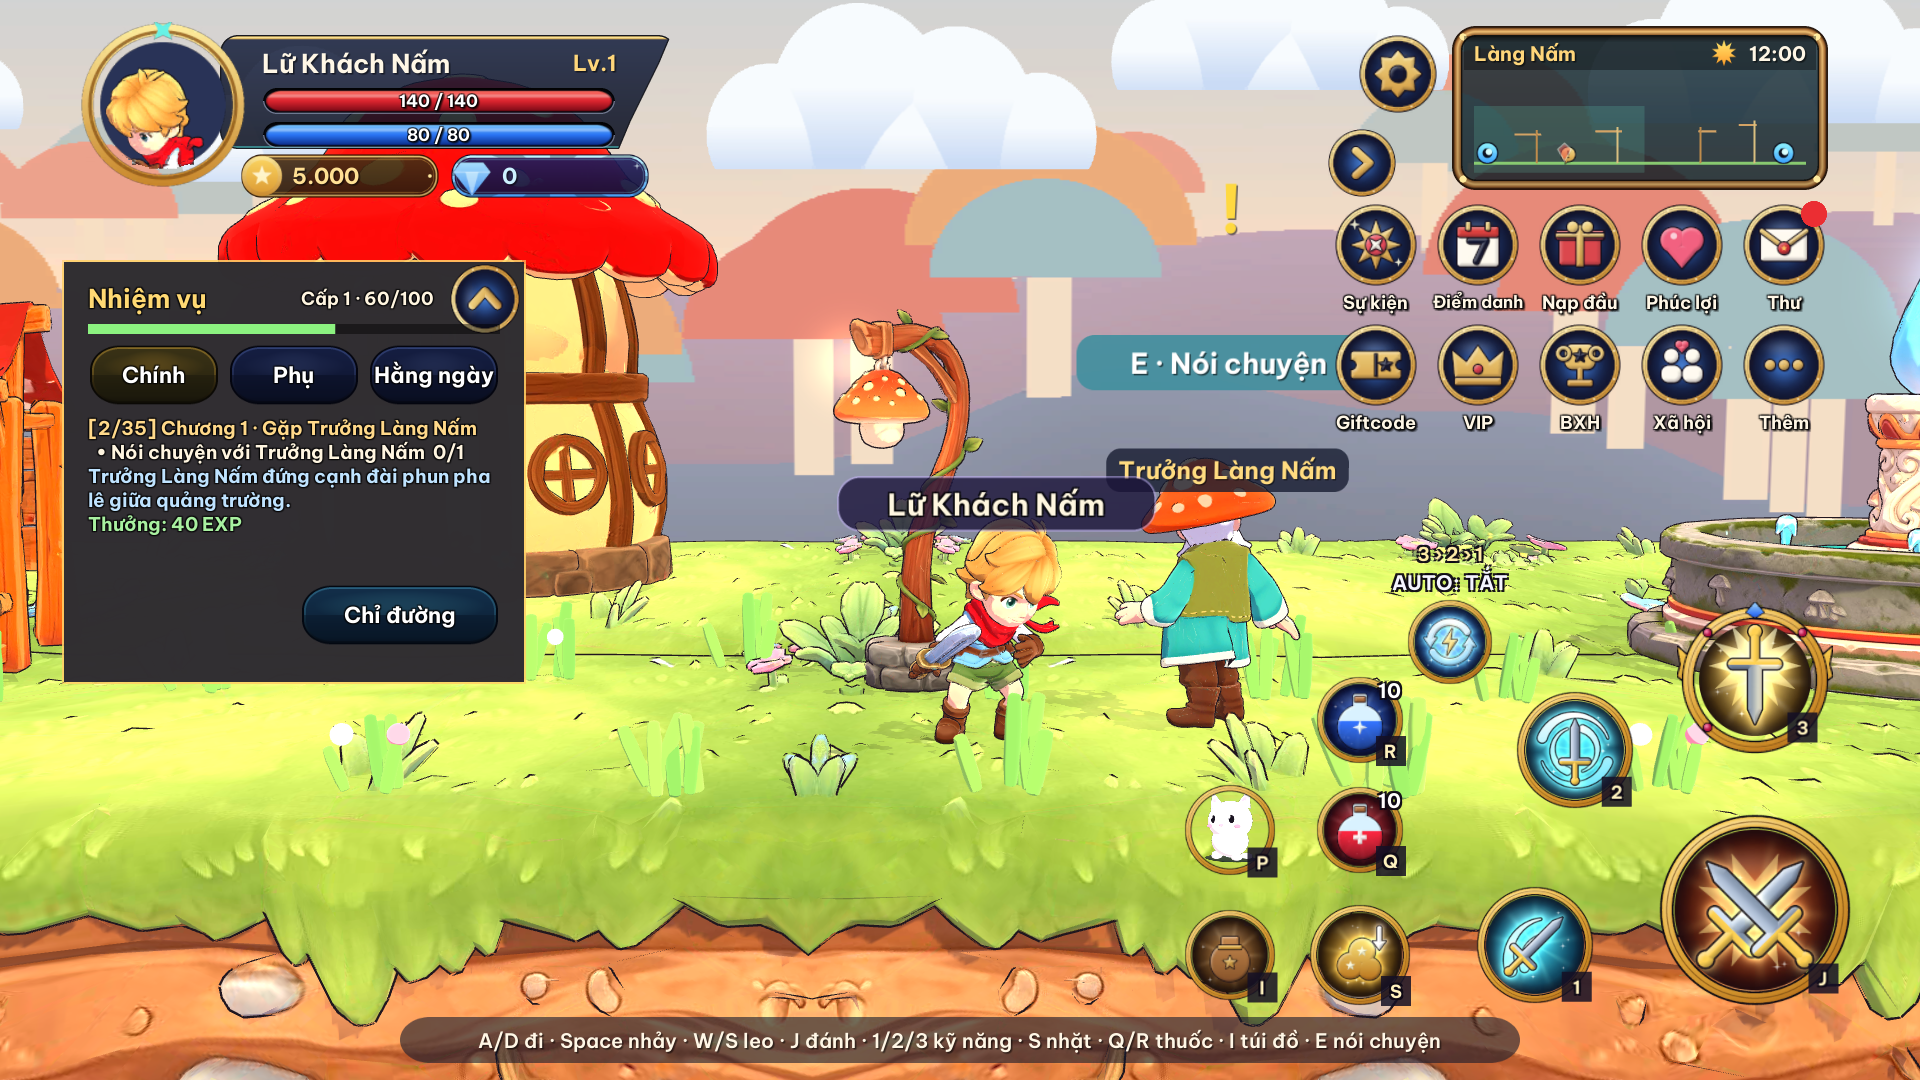 Lữ Khách Nấm
Lv.1
140 / 140
80 / 80
5.000
0
Làng Nấm
12:00
Sự kiện
7
Điểm danh
Nạp đầu
Phúc lợi
Thư
Giftcode
VIP
BXH
Xã hội
Thêm
Nhiệm vụ
Cấp 1 · 60/100
Chính
Phụ
Hằng ngày
[2/35] Chương 1 · Gặp Trưởng Làng Nấm
• Nói chuyện với Trưởng Làng Nấm 0/1
Trưởng Làng Nấm đứng cạnh đài phun pha
lê giữa quảng trường.
Thưởng: 40 EXP
Chỉ đường
!
E · Nói chuyện
Trưởng Làng Nấm
Lữ Khách Nấm
3>2>1
AUTO: TẮT
10
R
10
Q
P
I
S
1
2
3
J
A/D đi · Space nhảy · W/S leo · J đánh · 1/2/3 kỹ năng · S nhặt · Q/R thuốc · I túi đồ · E nói chuyện